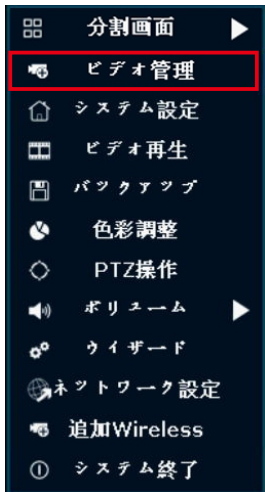 分割画面
ビデオ管理
システム設定
ビデオ再生
バックアップ
色彩調整
PTZ操作
ボリューム
ウイザード
ネットワーク設定
追加Wireless
システム終了